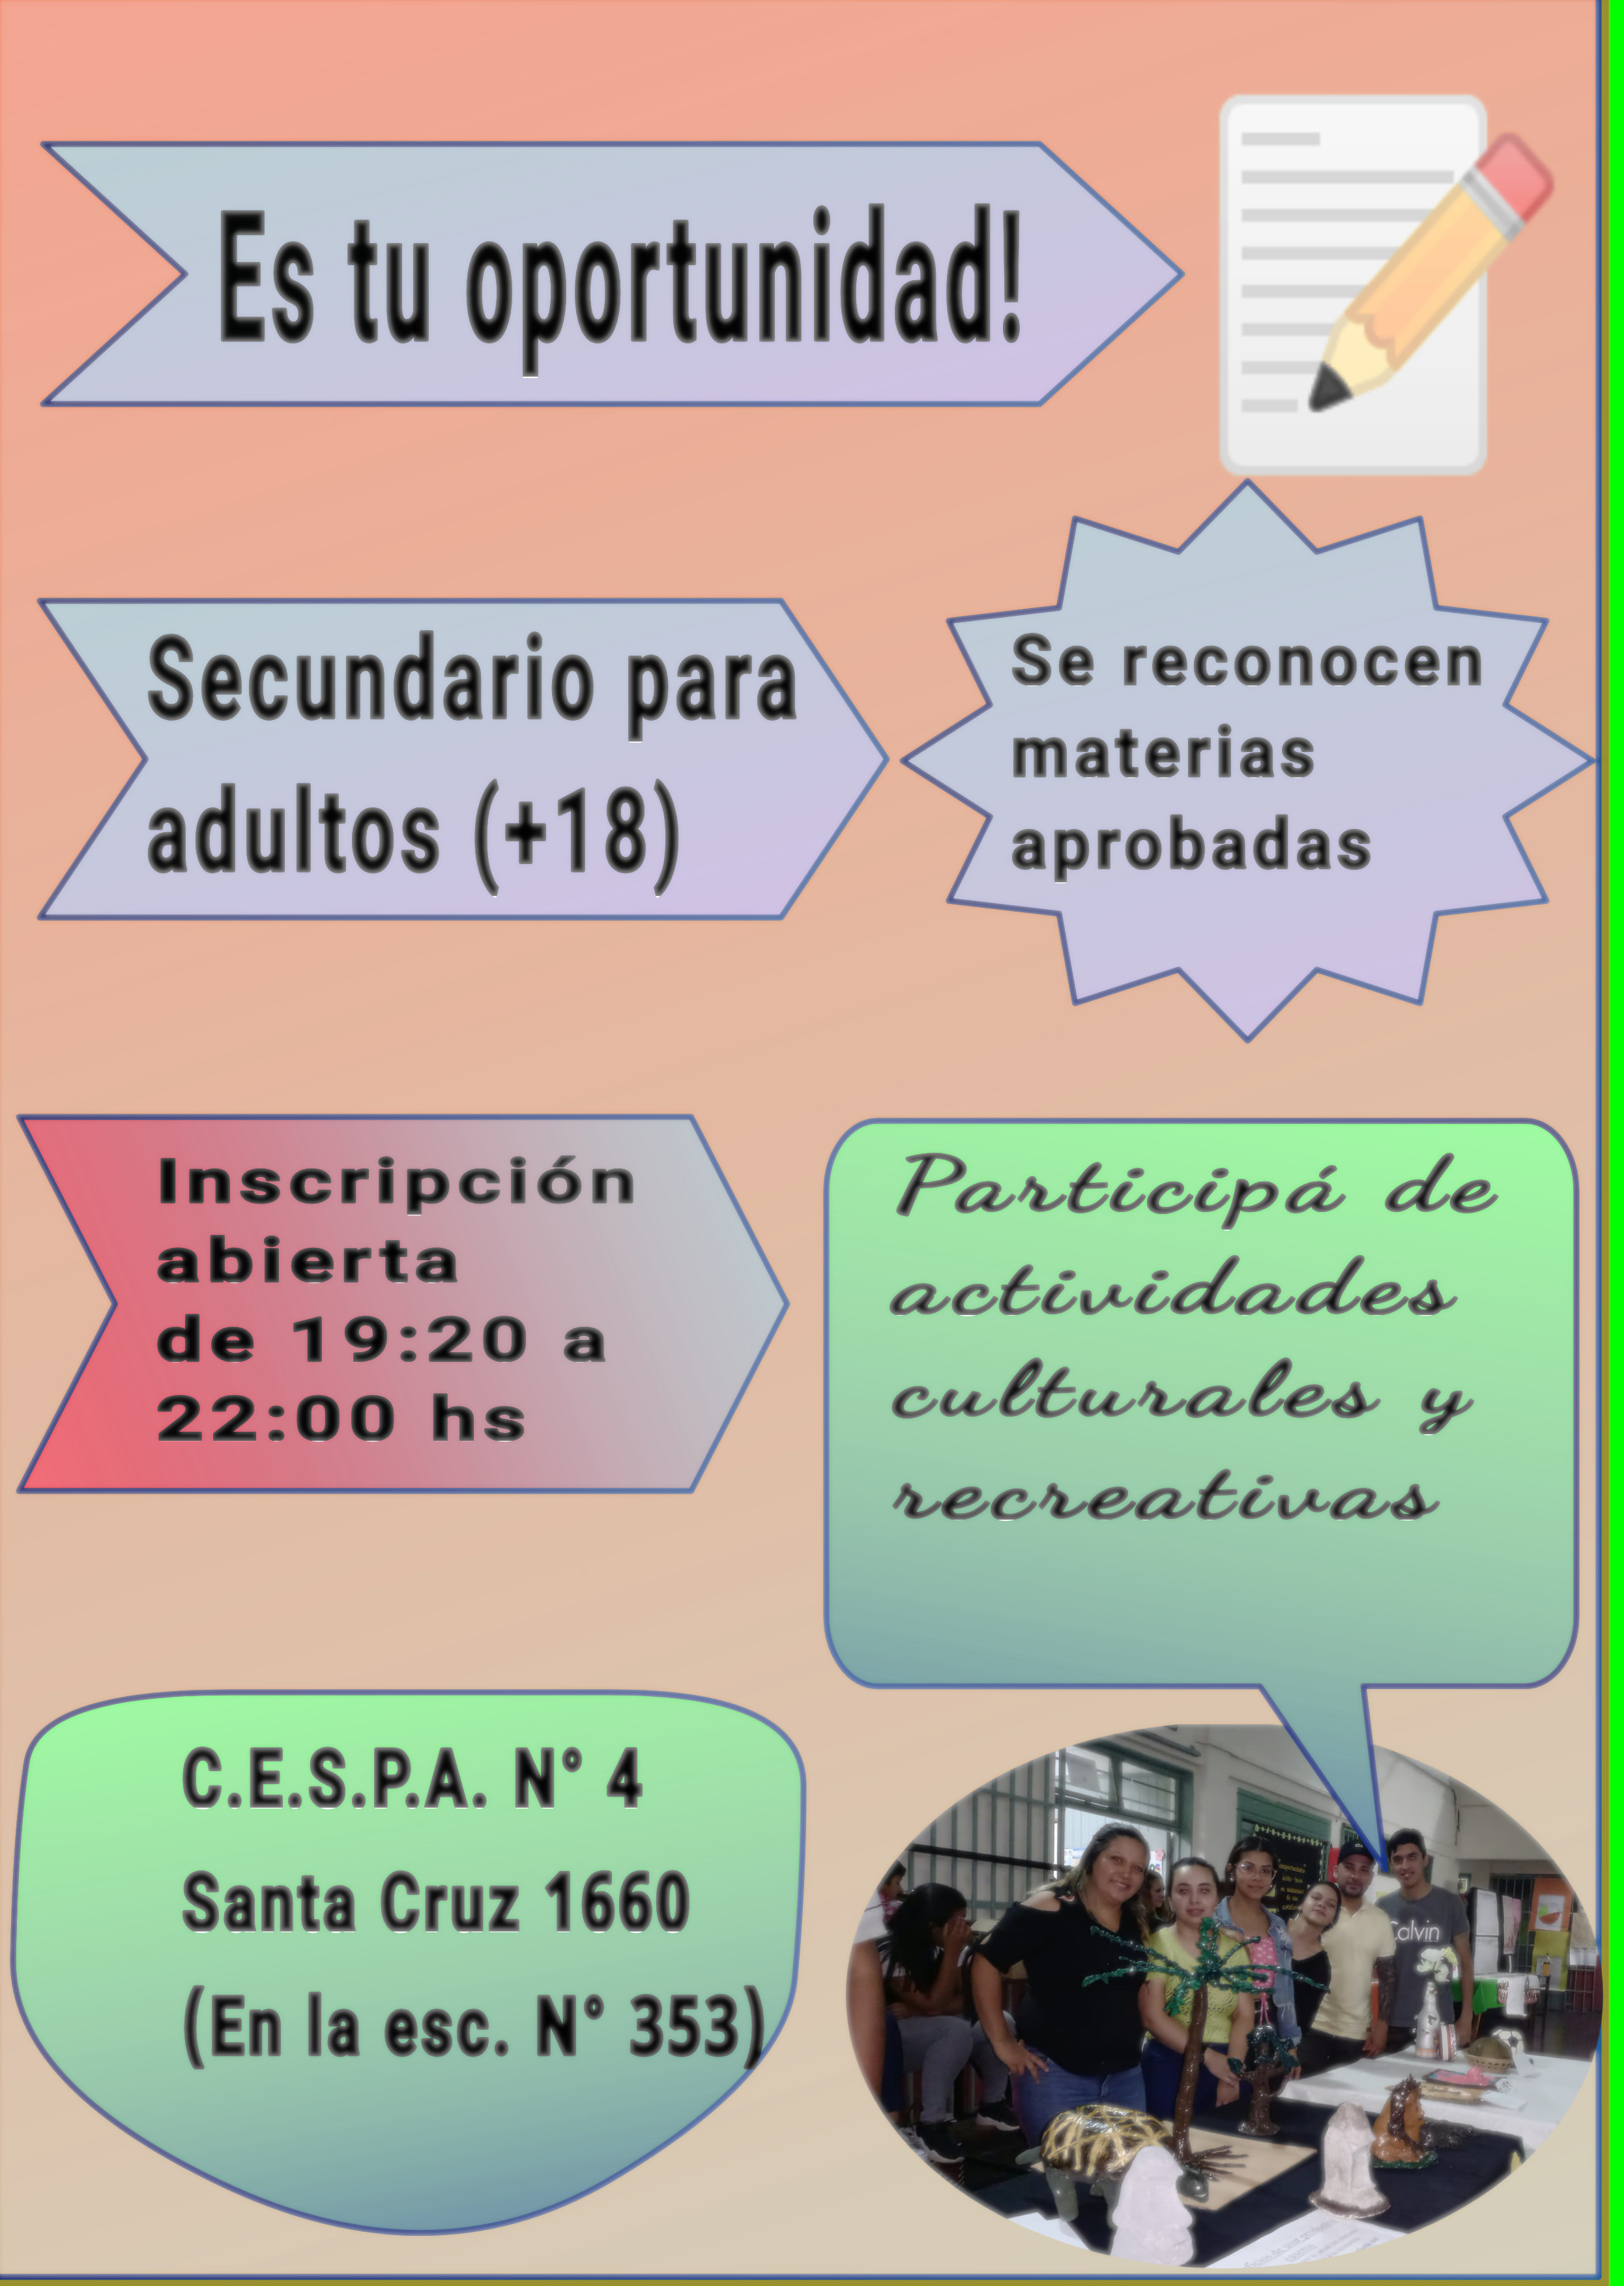 Es tu oportunidad!
Secundario para
adultos (+18)
Se reconocen
materias
aprobadas
Inscripción
abierta
de 19:20 a
22:00 hs
Participá de
actividades
culturales y
recreativas
C.E.S.P.A. N° 4
Santa Cruz 1660
(En la esc. N° 353)
Calvin